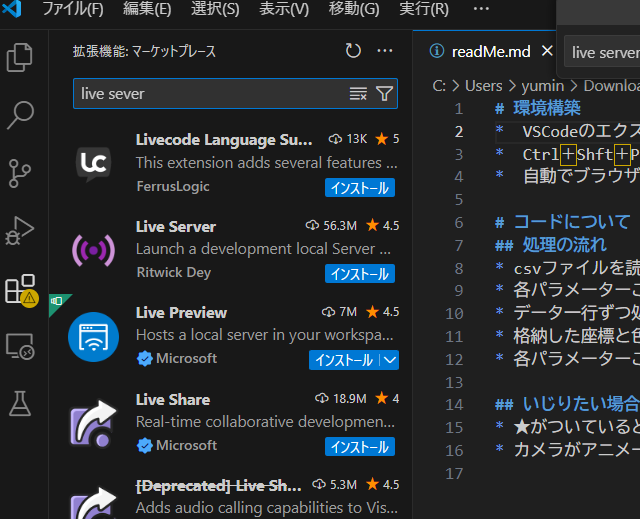 ファイル(F) 編集(E) 選択(S) 表示(V) 移動(G) 実行(R) …
拡張機能: マーケットプレース
live sever
Livecode Language Su... 13K ★ 5
This extension adds several features ...
FerrusLogic インストール
Live Server 56.3M ★ 4.5
Launch a development local Server ...
Ritwick Dey インストール
Live Preview 7M ★ 4.5
Hosts a local server in your workspa...
Microsoft インストール
Live Share 18.9M ★ 4
Real-time collaborative developmen...
Microsoft インストール
[Deprecated] Live Sh... 5.3M ★ 4.5
Adds audio calling capabilities to Vis...
live server
readMe.md ×
C: > Users > yumin > Downloa
1 # 環境構築
2 * VSCodeのエクス
3 * Ctrl+Shft+P
4 * 自動でブラウザ
5
6 # コードについて
7 ## 処理の流れ
8 * csvファイルを読
9 * 各パラメーターご
10 * データー行ずつ処
11 * 格納した座標と色
12 * 各パラメーターご
13
14 ## いじりたい場合
15 * ★がついていると
16 * カメラがアニメー
17